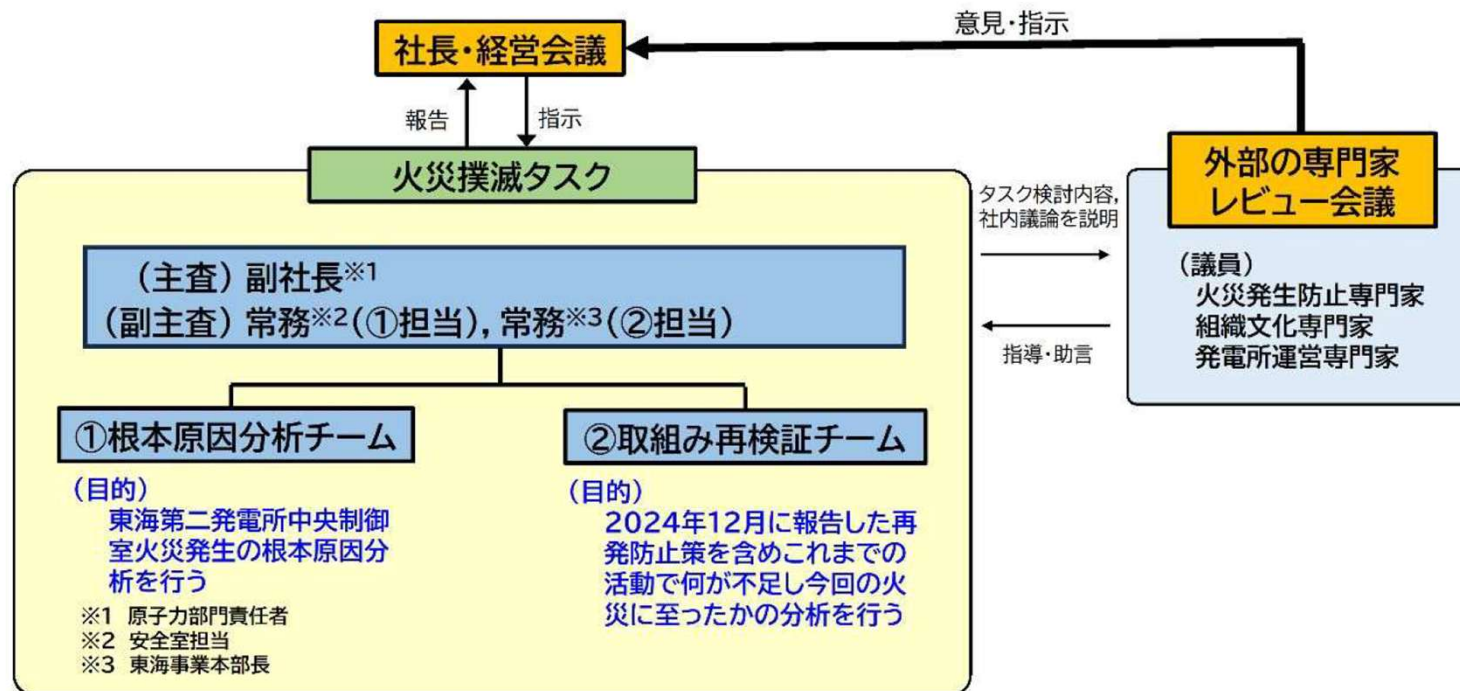 意見・指示
社長・経営会議
報告
指示
火災撲滅タスク
外部の専門家
レビュー会議
タスク検討内容,
社内議論を説明
(議員)
火災発生防止専門家
組織文化専門家
発電所運営専門家
指導・助言
(主査) 副社長※1
(副主査) 常務※2(①担当), 常務※3(②担当)
①根本原因分析チーム
(目的)
東海第二発電所中央制御
室火災発生の根本原因分
析を行う
②取組み再検証チーム
(目的)
2024年12月に報告した再
発防止策を含めこれまでの
活動で何が不足し今回の火
災に至ったかの分析を行う
※1 原子力部門責任者
※2 安全室担当
※3 東海事業本部長